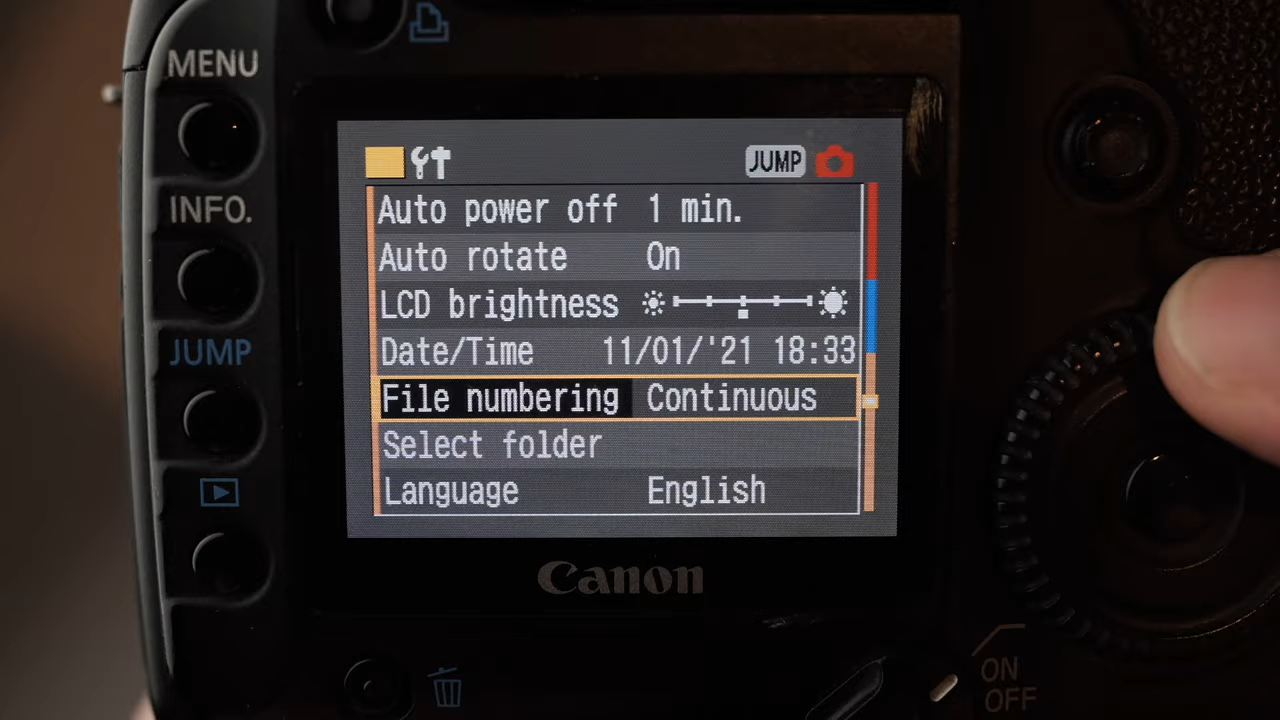 MENU
INFO.
JUMP
JUMP
Auto power off 1 min.
Auto rotate On
LCD brightness
Date/Time 11/01/'21 18:33
File numbering Continuous
Select folder
Language English
Canon
ON
OFF